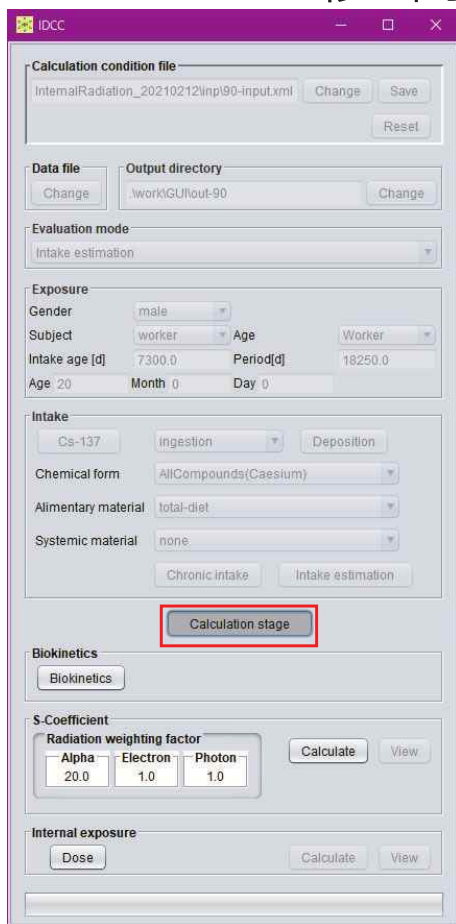 IDCC
Calculation condition file
InternalRadiation_20210212\inp\90-input.xml Change Save
Reset
Data file Output directory
Change .\work\GUI\out-90 Change
Evaluation mode
Intake estimation
Exposure
Gender male
Subject worker Age Worker
Intake age [d] 7300.0 Period[d] 18250.0
Age 20 Month 0 Day 0
Intake
Cs-137 ingestion Deposition
Chemical form AllCompounds(Caesium)
Alimentary material total-diet
Systemic material none
Chronic intake Intake estimation
Calculation stage
Biokinetics
Biokinetics
S-Coefficient
Radiation weighting factor
Alpha Electron Photon Calculate View
20.0 1.0 1.0
Internal exposure
Dose Calculate View